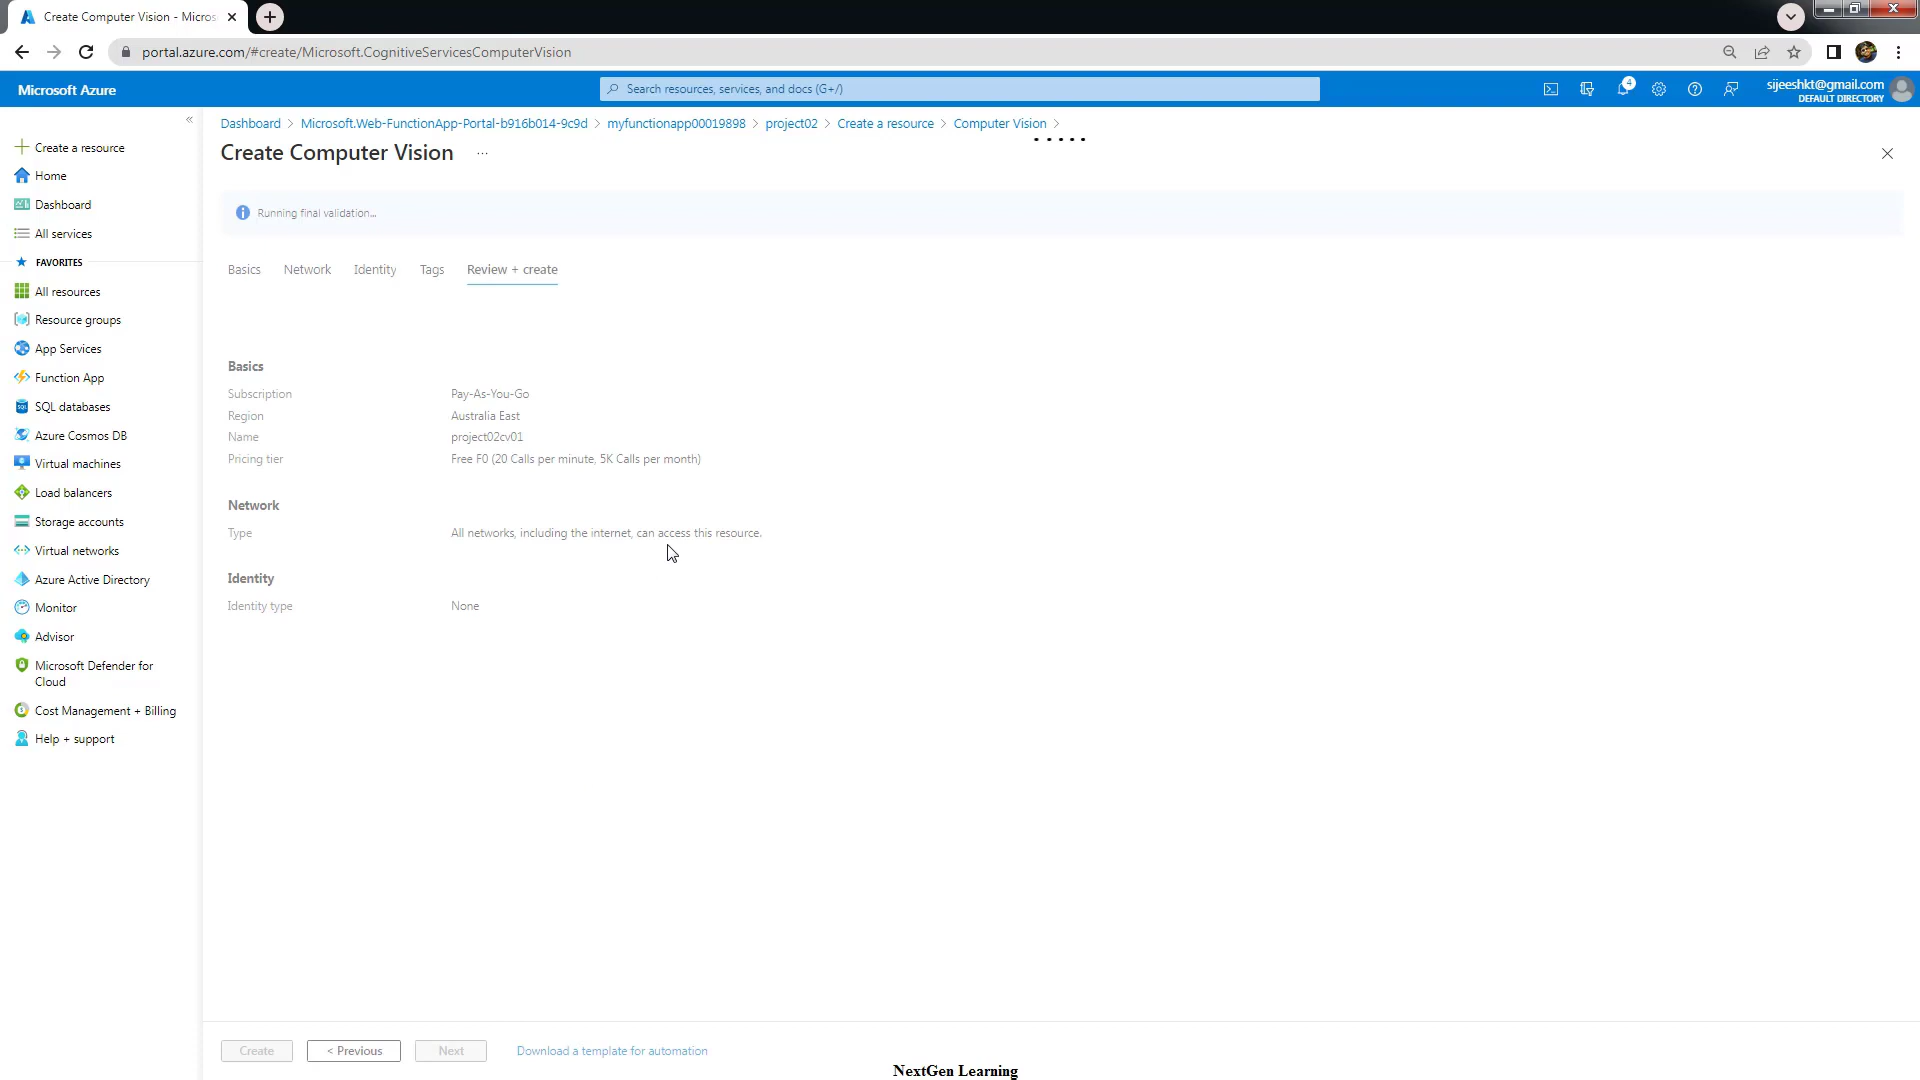 Create Computer Vision - Micros
portal.azure.com/#create/Microsoft.CognitiveServicesComputerVision
Microsoft Azure
Search resources, services, and docs (G+/)
4
sijeeshkt@gmail.com
DEFAULT DIRECTORY
Dashboard > Microsoft.Web-FunctionApp-Portal-b916b014-9c9d > myfunctionapp00019898 > project02 > Create a resource > Computer Vision >
Create Computer Vision ...
Create a resource
Home
Dashboard
All services
FAVORITES
All resources
Resource groups
App Services
Function App
SQL databases
Azure Cosmos DB
Virtual machines
Load balancers
Storage accounts
Virtual networks
Azure Active Directory
Monitor
Advisor
Microsoft Defender for
Cloud
Cost Management + Billing
Help + support
Running final validation...
Basics Network Identity Tags Review + create
Basics
Subscription Pay-As-You-Go
Region Australia East
Name project02cv01
Pricing tier Free F0 (20 Calls per minute, 5K Calls per month)
Network
Type All networks, including the internet, can access this resource.
Identity
Identity type None
Create < Previous Next Download a template for automation
NextGen Learning